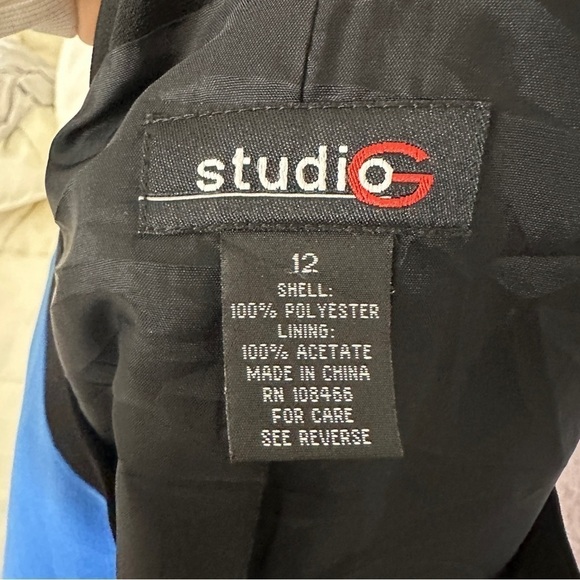 studioG
12
SHELL:
100% POLYESTER
LINING:
100% ACETATE
MADE IN CHINA
RN 108466
FOR CARE
SEE REVERSE